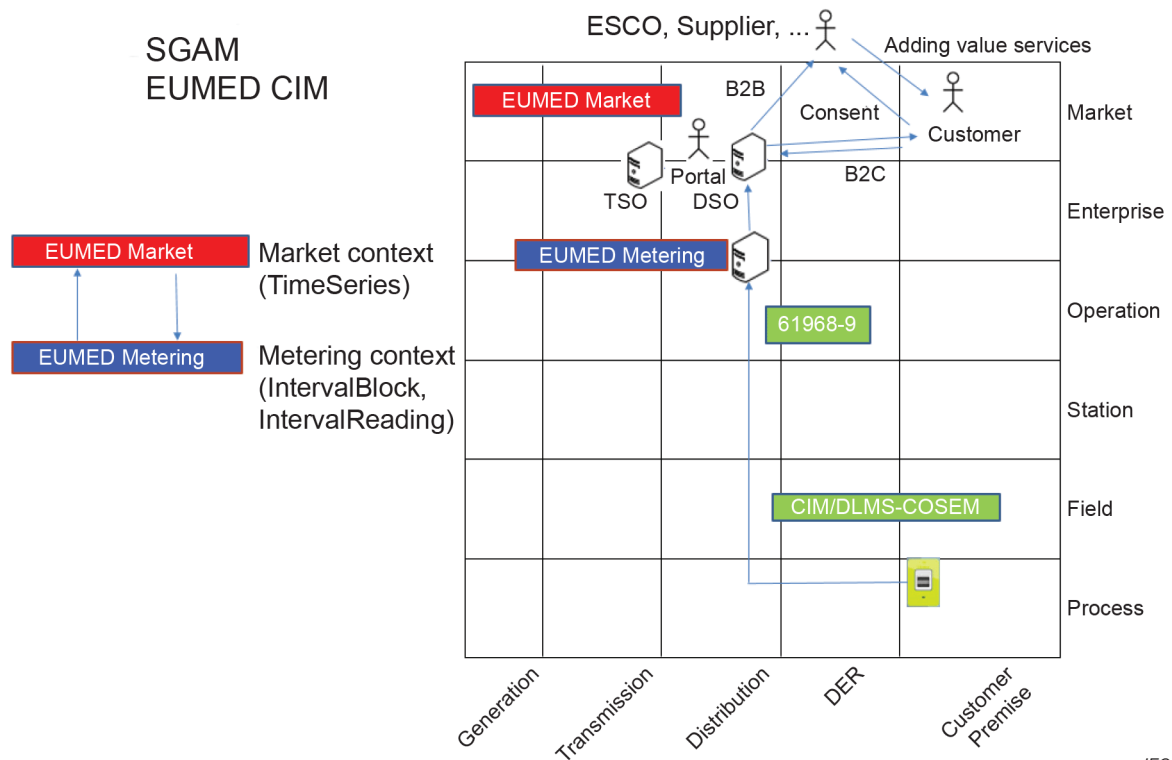 SGAM
EUMED CIM
ESCO, Supplier, ...
Adding value services
EUMED Market
B2B
Consent
Customer
Market
Portal
B2C
TSO
DSO
Enterprise
EUMED Market
Market context
(TimeSeries)
EUMED Metering
Operation
61968-9
EUMED Metering
Metering context
(IntervalBlock,
IntervalReading)
Station
CIM/DLMS-COSEM
Field
Process
Generation
Transmission
Distribution
DER
Customer
Premise